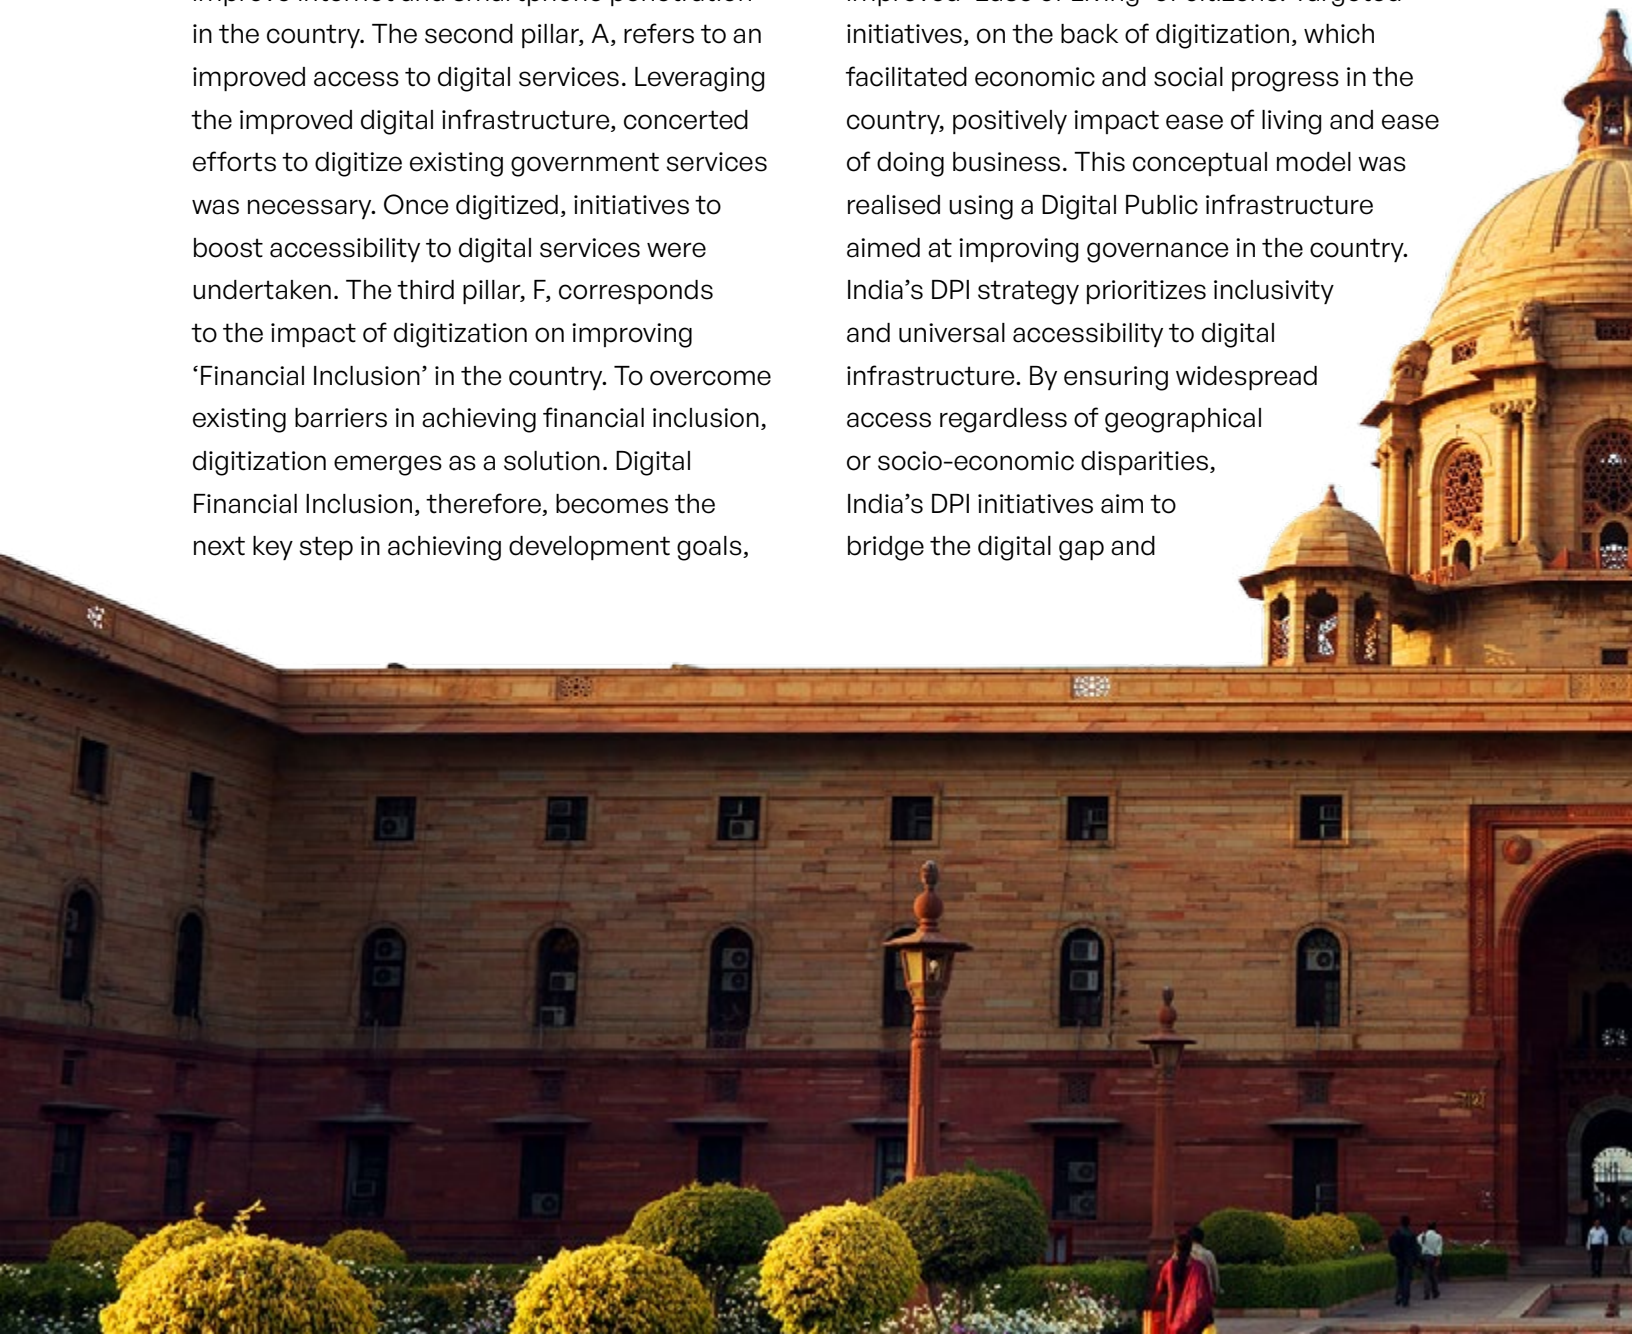 in the country. The second pillar, A, refers to an
improved access to digital services. Leveraging
the improved digital infrastructure, concerted
efforts to digitize existing government services
was necessary. Once digitized, initiatives to
boost accessibility to digital services were
undertaken. The third pillar, F, corresponds
to the impact of digitization on improving
‘Financial Inclusion’ in the country. To overcome
existing barriers in achieving financial inclusion,
digitization emerges as a solution. Digital
Financial Inclusion, therefore, becomes the
next key step in achieving development goals,
initiatives, on the back of digitization, which
facilitated economic and social progress in the
country, positively impact ease of living and ease
of doing business. This conceptual model was
realised using a Digital Public infrastructure
aimed at improving governance in the country.
India’s DPI strategy prioritizes inclusivity
and universal accessibility to digital
infrastructure. By ensuring widespread
access regardless of geographical
or socio-economic disparities,
India’s DPI initiatives aim to
bridge the digital gap and